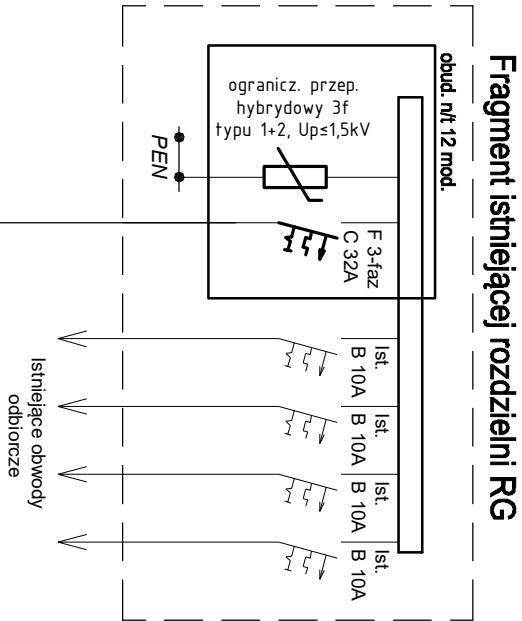 Fragment istniejącej rozdzielni RG
obud. n/t 12 mod.
ogranicz. przep.
hybrydowy 3f
typu 1+2, Up≤1,5kV
PEN
F 3-faz
C 32A
Ist.
B 10A
Ist.
B 10A
Ist.
B 10A
Ist.
B 10A
Istniejące obwody
odbiorcze